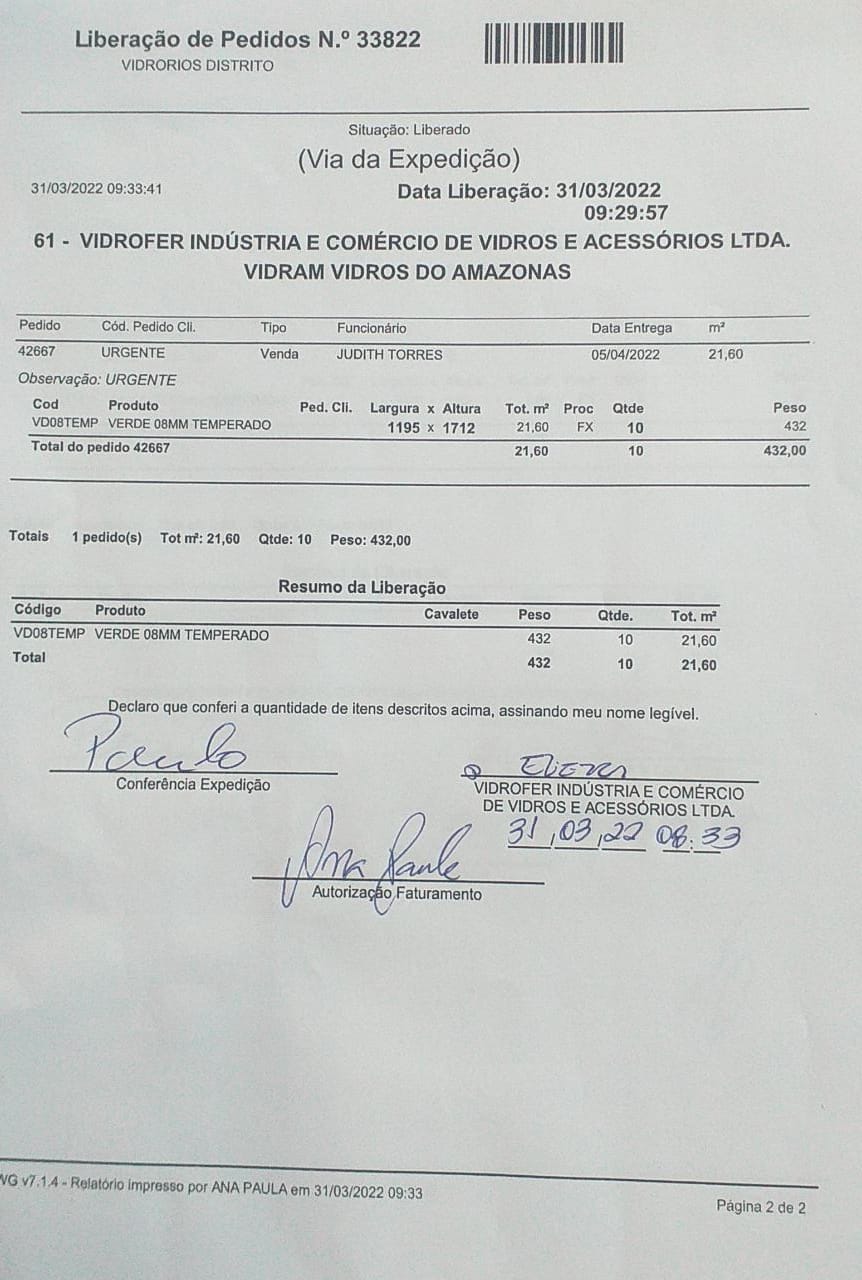 Liberação de Pedidos N.º 33822
VIDRORIOS DISTRITO
Situação: Liberado
(Via da Expedição)
31/03/2022 09:33:41 Data Liberação: 31/03/2022
09:29:57
61 - VIDROFER INDÚSTRIA E COMÉRCIO DE VIDROS E ACESSÓRIOS LTDA.
VIDRAM VIDROS DO AMAZONAS
Pedido Cód. Pedido Cli. Tipo Funcionário Data Entrega m²
42667 URGENTE Venda JUDITH TORRES 05/04/2022 21,60
Observação: URGENTE
Cod Produto Ped. Cli. Largura x Altura Tot. m² Proc Qtde Peso
VD08TEMP VERDE 08MM TEMPERADO 1195 x 1712 21,60 FX 10 432
Total do pedido 42667 21,60 10 432,00
Totais 1 pedido(s) Tot m²: 21,60 Qtde: 10 Peso: 432,00
Resumo da Liberação
Código Produto Cavalete Peso Qtde. Tot. m²
VD08TEMP VERDE 08MM TEMPERADO 432 10 21,60
Total 432 10 21,60
Declaro que conferi a quantidade de itens descritos acima, assinando meu nome legível.
Paulo
Conferência Expedição
VIDROFER INDÚSTRIA E COMÉRCIO
DE VIDROS E ACESSÓRIOS LTDA.
31,03,22 08:33
Ana Paula
Autorização Faturamento
WG v7.1.4 - Relatório impresso por ANA PAULA em 31/03/2022 09:33
Página 2 de 2